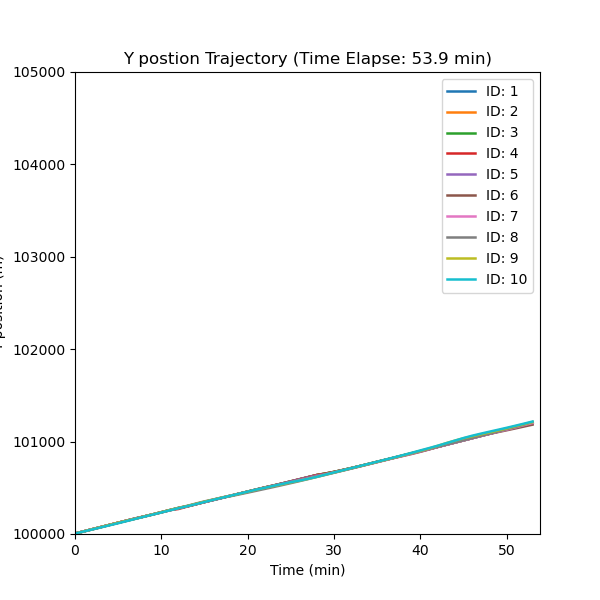 Y postion Trajectory (Time Elapse: 53.9 min)
105000
104000
103000
102000
101000
100000
0 10 20 30 40 50
Time (min)
ID: 1
ID: 2
ID: 3
ID: 4
ID: 5
ID: 6
ID: 7
ID: 8
ID: 9
ID: 10